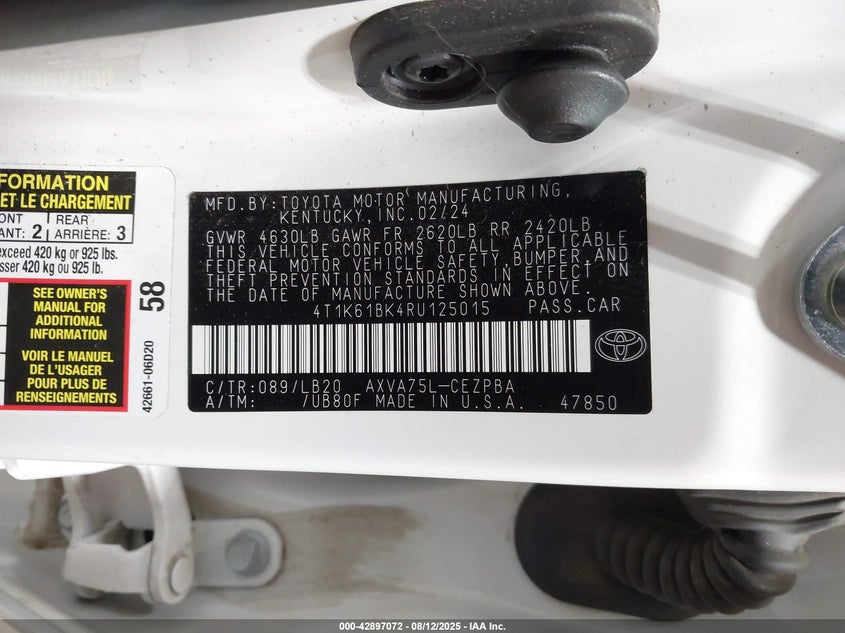 FORMATION
ET LE CHARGEMENT
REAR
ANT: 2 ARRIÈRE: 3
exceed 420 kg or 925 lbs.
sser 420 kg ou 925 lb.
SEE OWNER'S
MANUAL FOR
ADDITIONAL
INFORMATION
VOIR LE MANUEL
DE L'USAGER
POUR PLUS DE
RENSEIGNEMENTS
58
42661-06D20
MFD.BY:TOYOTA MOTOR MANUFACTURING,
KENTUCKY, INC.02/24
GVWR 4630LB GAWR FR 2620LB RR 2420LB
THIS VEHICLE CONFORMS TO ALL APPLICABLE
FEDERAL MOTOR VEHICLE SAFETY, BUMPER, AND
THEFT PREVENTION STANDARDS IN EFFECT ON
THE DATE OF MANUFACTURE SHOWN ABOVE.
4T1K61BK4RU125015 PASS.CAR
C/TR:089/LB20 AXVA75L-CEZPBA
A/TM: /UB80F MADE IN U.S.A. 47850
000-42897072 - 08/12/2025 - IAA Inc.